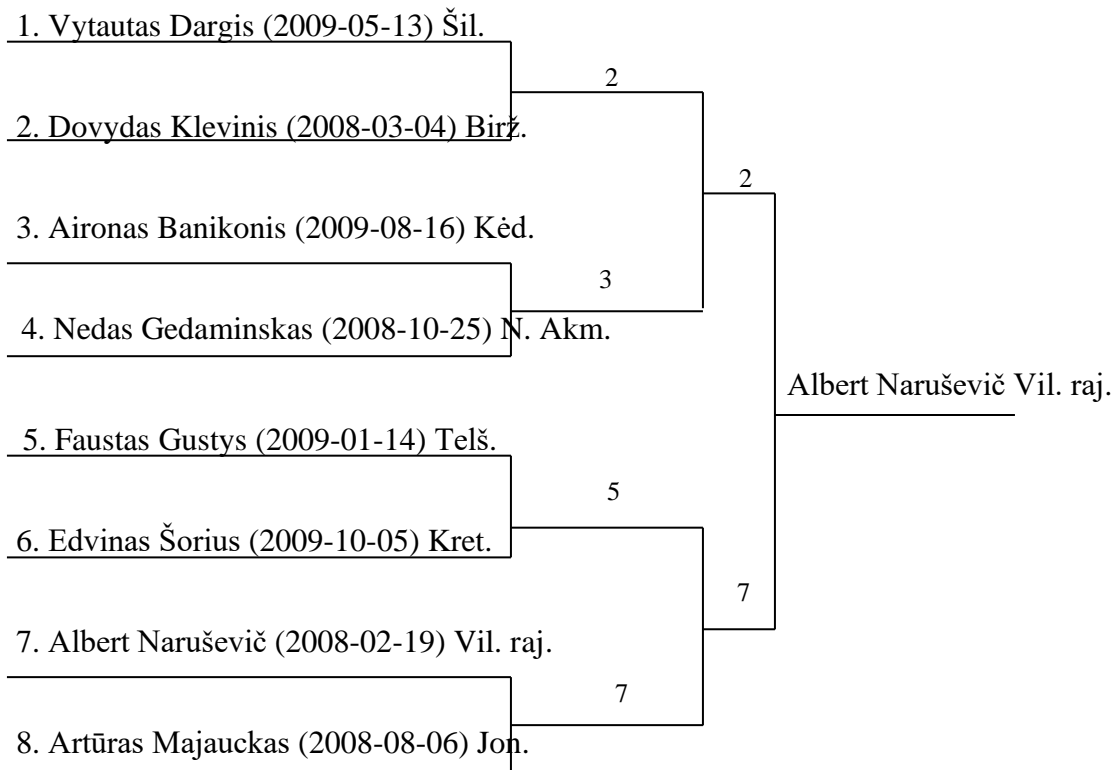 1. Vytautas Dargis (2009-05-13) Šil.
2
2. Dovydas Klevinis (2008-03-04) Birž.
2
3. Aironas Banikonis (2009-08-16) Kėd.
3
4. Nedas Gedaminskas (2008-10-25) N. Akm.
Albert Naruševič Vil. raj.
5. Faustas Gustys (2009-01-14) Telš.
5
6. Edvinas Šorius (2009-10-05) Kret.
7
7. Albert Naruševič (2008-02-19) Vil. raj.
7
8. Artūras Majauckas (2008-08-06) Jon.